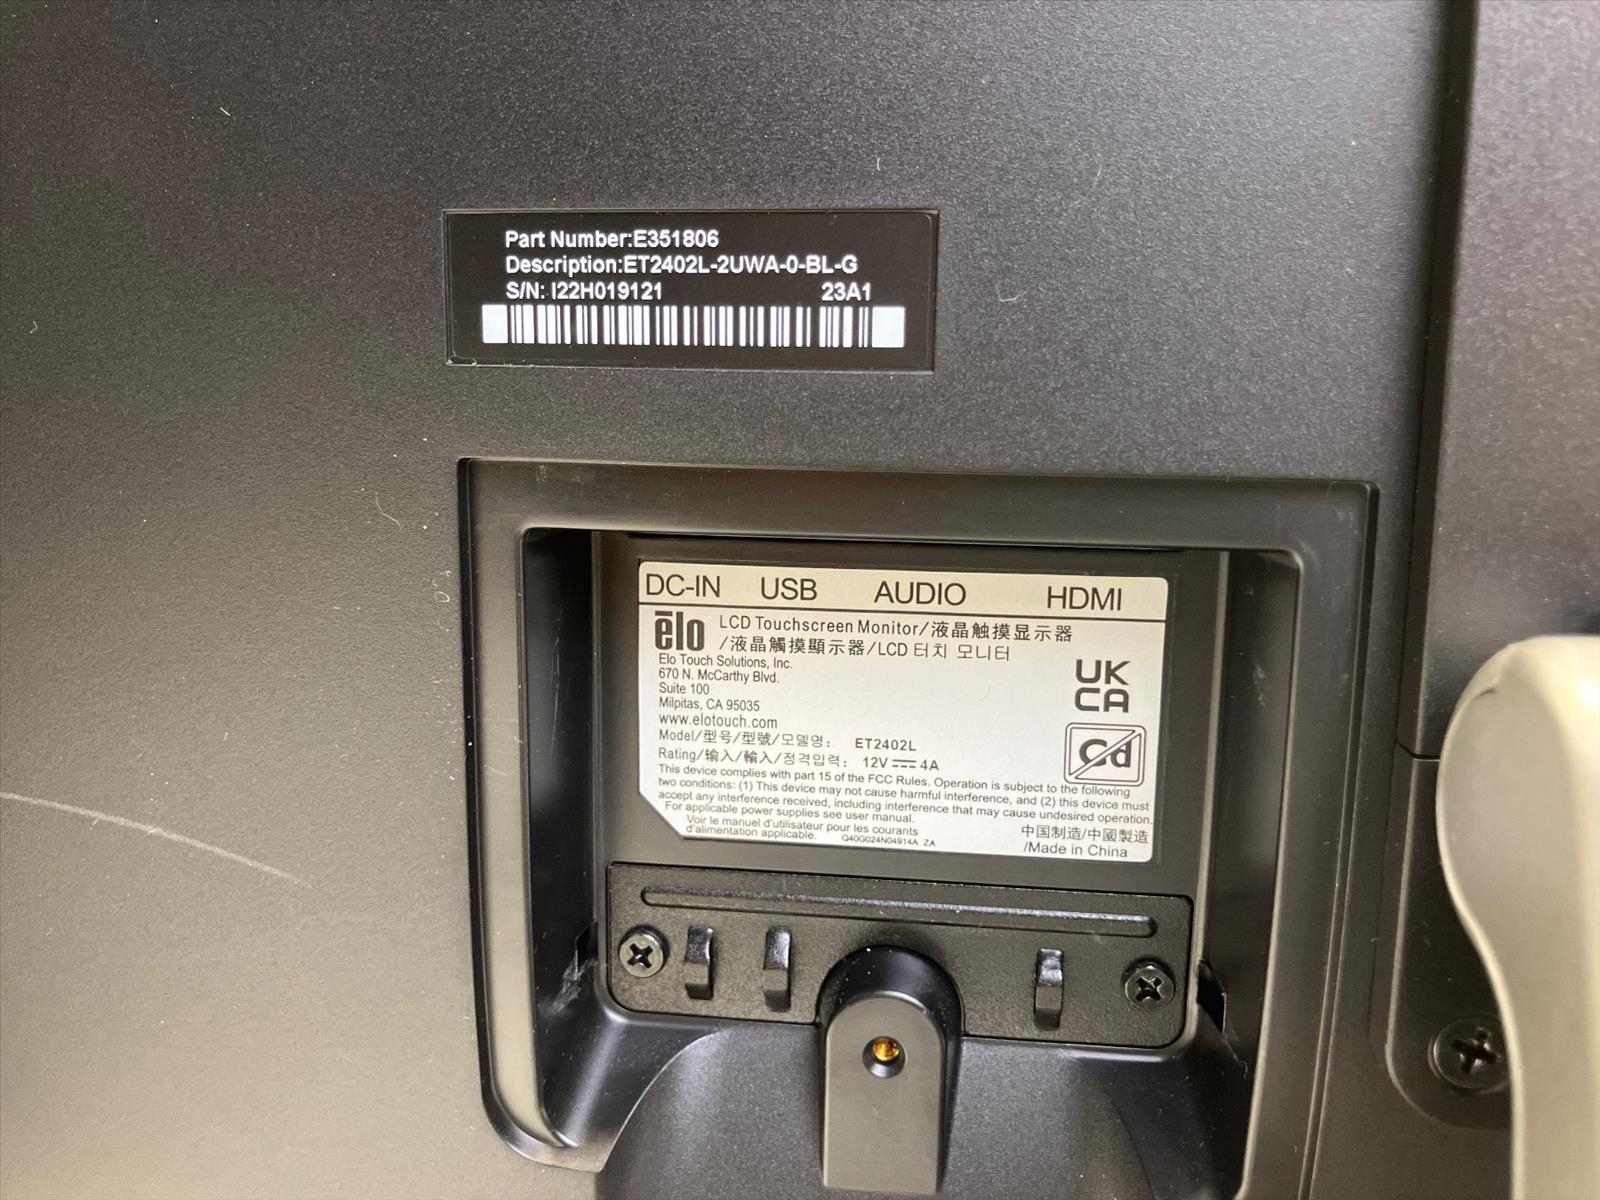 Part Number:E351806
Description:ET2402L-2UWA-0-BL-G
S/N: I22H019121 23A1
DC-IN USB AUDIO HDMI
ēlo LCD Touchscreen Monitor/液晶触摸显示器
/液晶觸摸顯示器/LCD 터치 모니터
Elo Touch Solutions, Inc.
670 N. McCarthy Blvd.
Suite 100
Milpitas, CA 95035
www.elotouch.com
UK
CA
Model/型号/型號/모델명: ET2402L
Rating/输入/輸入/정격입력: 12V⎓4A
Cd
This device complies with part 15 of the FCC Rules. Operation is subject to the following
two conditions: (1) This device may not cause harmful interference, and (2) this device must
accept any interference received, including interference that may cause undesired operation.
For applicable power supplies see user manual.
Voir le manuel d'utilisateur pour les courants
d'alimentation applicable. Q40G024N04914A ZA
中国制造/中國製造
/Made in China